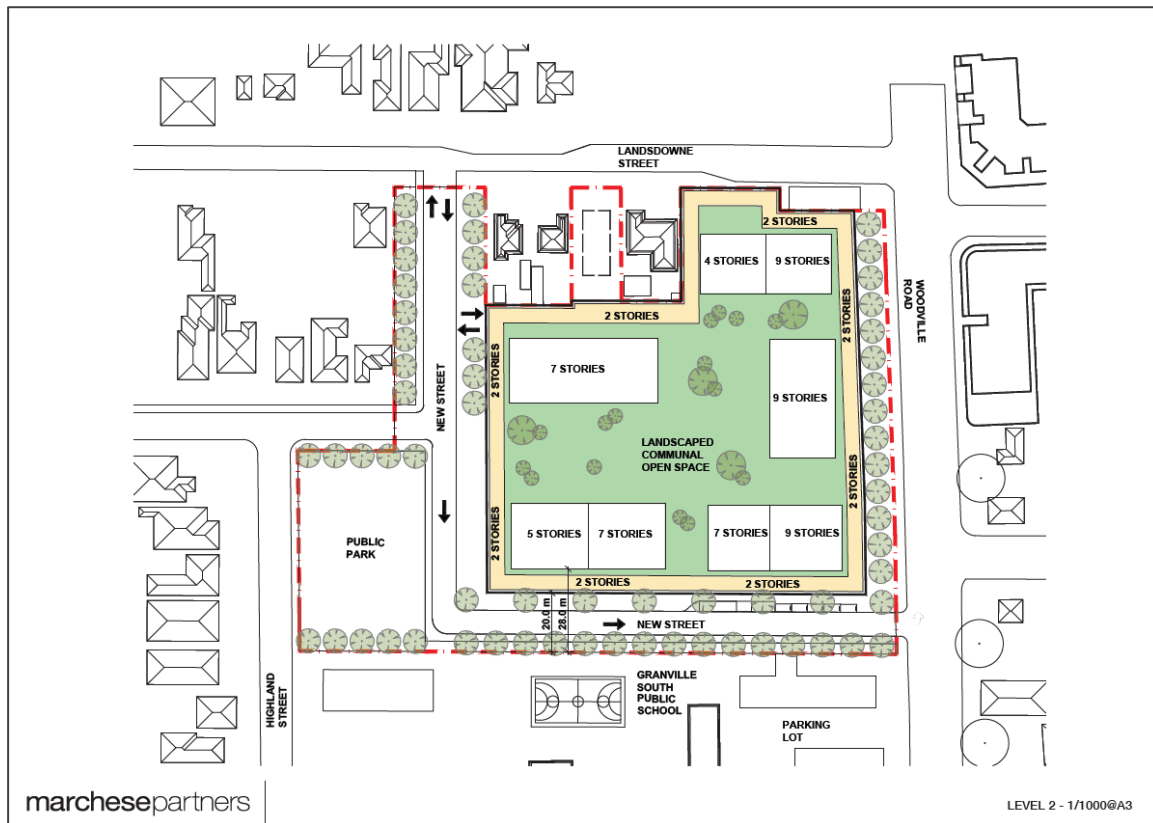 LANDSDOWNE
STREET
2 STORIES
4 STORIES
9 STORIES
WOODVILLE
ROAD
2 STORIES
2 STORIES
2 STORIES
7 STORIES
9 STORIES
NEW STREET
LANDSCAPED
COMMUNAL
OPEN SPACE
2 STORIES
2 STORIES
5 STORIES
7 STORIES
7 STORIES
9 STORIES
PUBLIC
PARK
2 STORIES
2 STORIES
20.0 m
28.0 m
NEW STREET
HIGHLAND
STREET
GRANVILLE
SOUTH
PUBLIC
SCHOOL
PARKING
LOT
marchesepartners
LEVEL 2 - 1/1000@A3